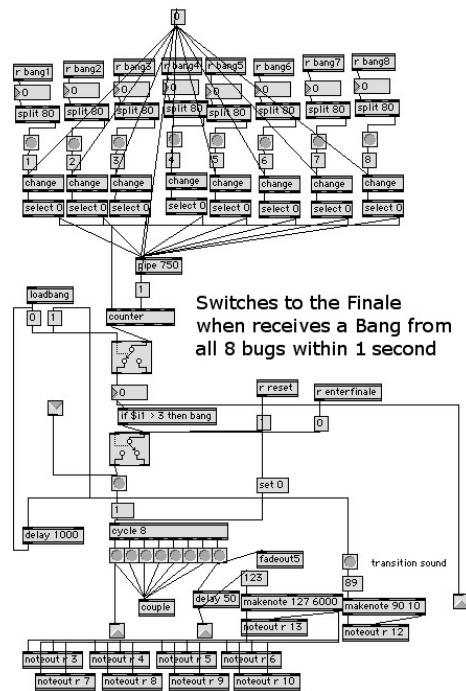 0
r bang1
r bang2
r bang3
r bang4
r bang5
r bang6
r bang7
r bang8
0
0
0
0
0
0
0
0
split 80
split 80
split 80
split 80
split 80
split 80
split 80
split 80
1
2
3
4
5
6
7
8
change
change
change
change
change
change
change
change
select 0
select 0
select 0
select 0
select 0
select 0
select 0
select 0
pipe 750
1
loadbang
0
1
counter
Switches to the Finale
when receives a Bang from
all 8 bugs within 1 second
0
r reset
r enterfinale
if $i1 > 3 then bang
0
set 0
1
delay 1000
cycle 8
fadeout5
transition sound
123
89
couple
delay 50
makenote 127 6000
makenote 90 10
noteout r 13
noteout r 12
noteout r 3
noteout r 4
noteout r 5
noteout r 6
noteout r 7
noteout r 8
noteout r 9
noteout r 10